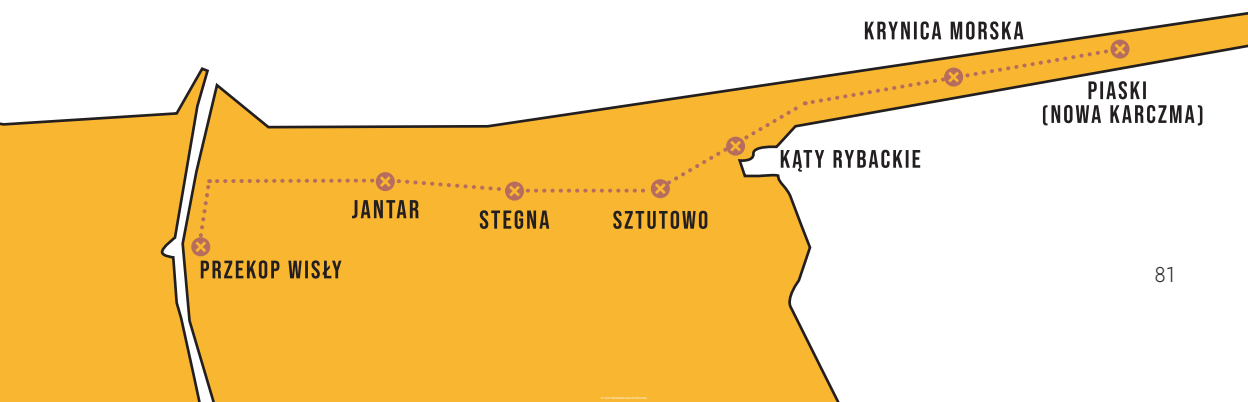 KRYNICA MORSKA
PIASKI
(NOWA KARCZMA)
KĄTY RYBACKIE
JANTAR
STEGNA
SZTUTOWO
PRZEKOP WISŁY
81